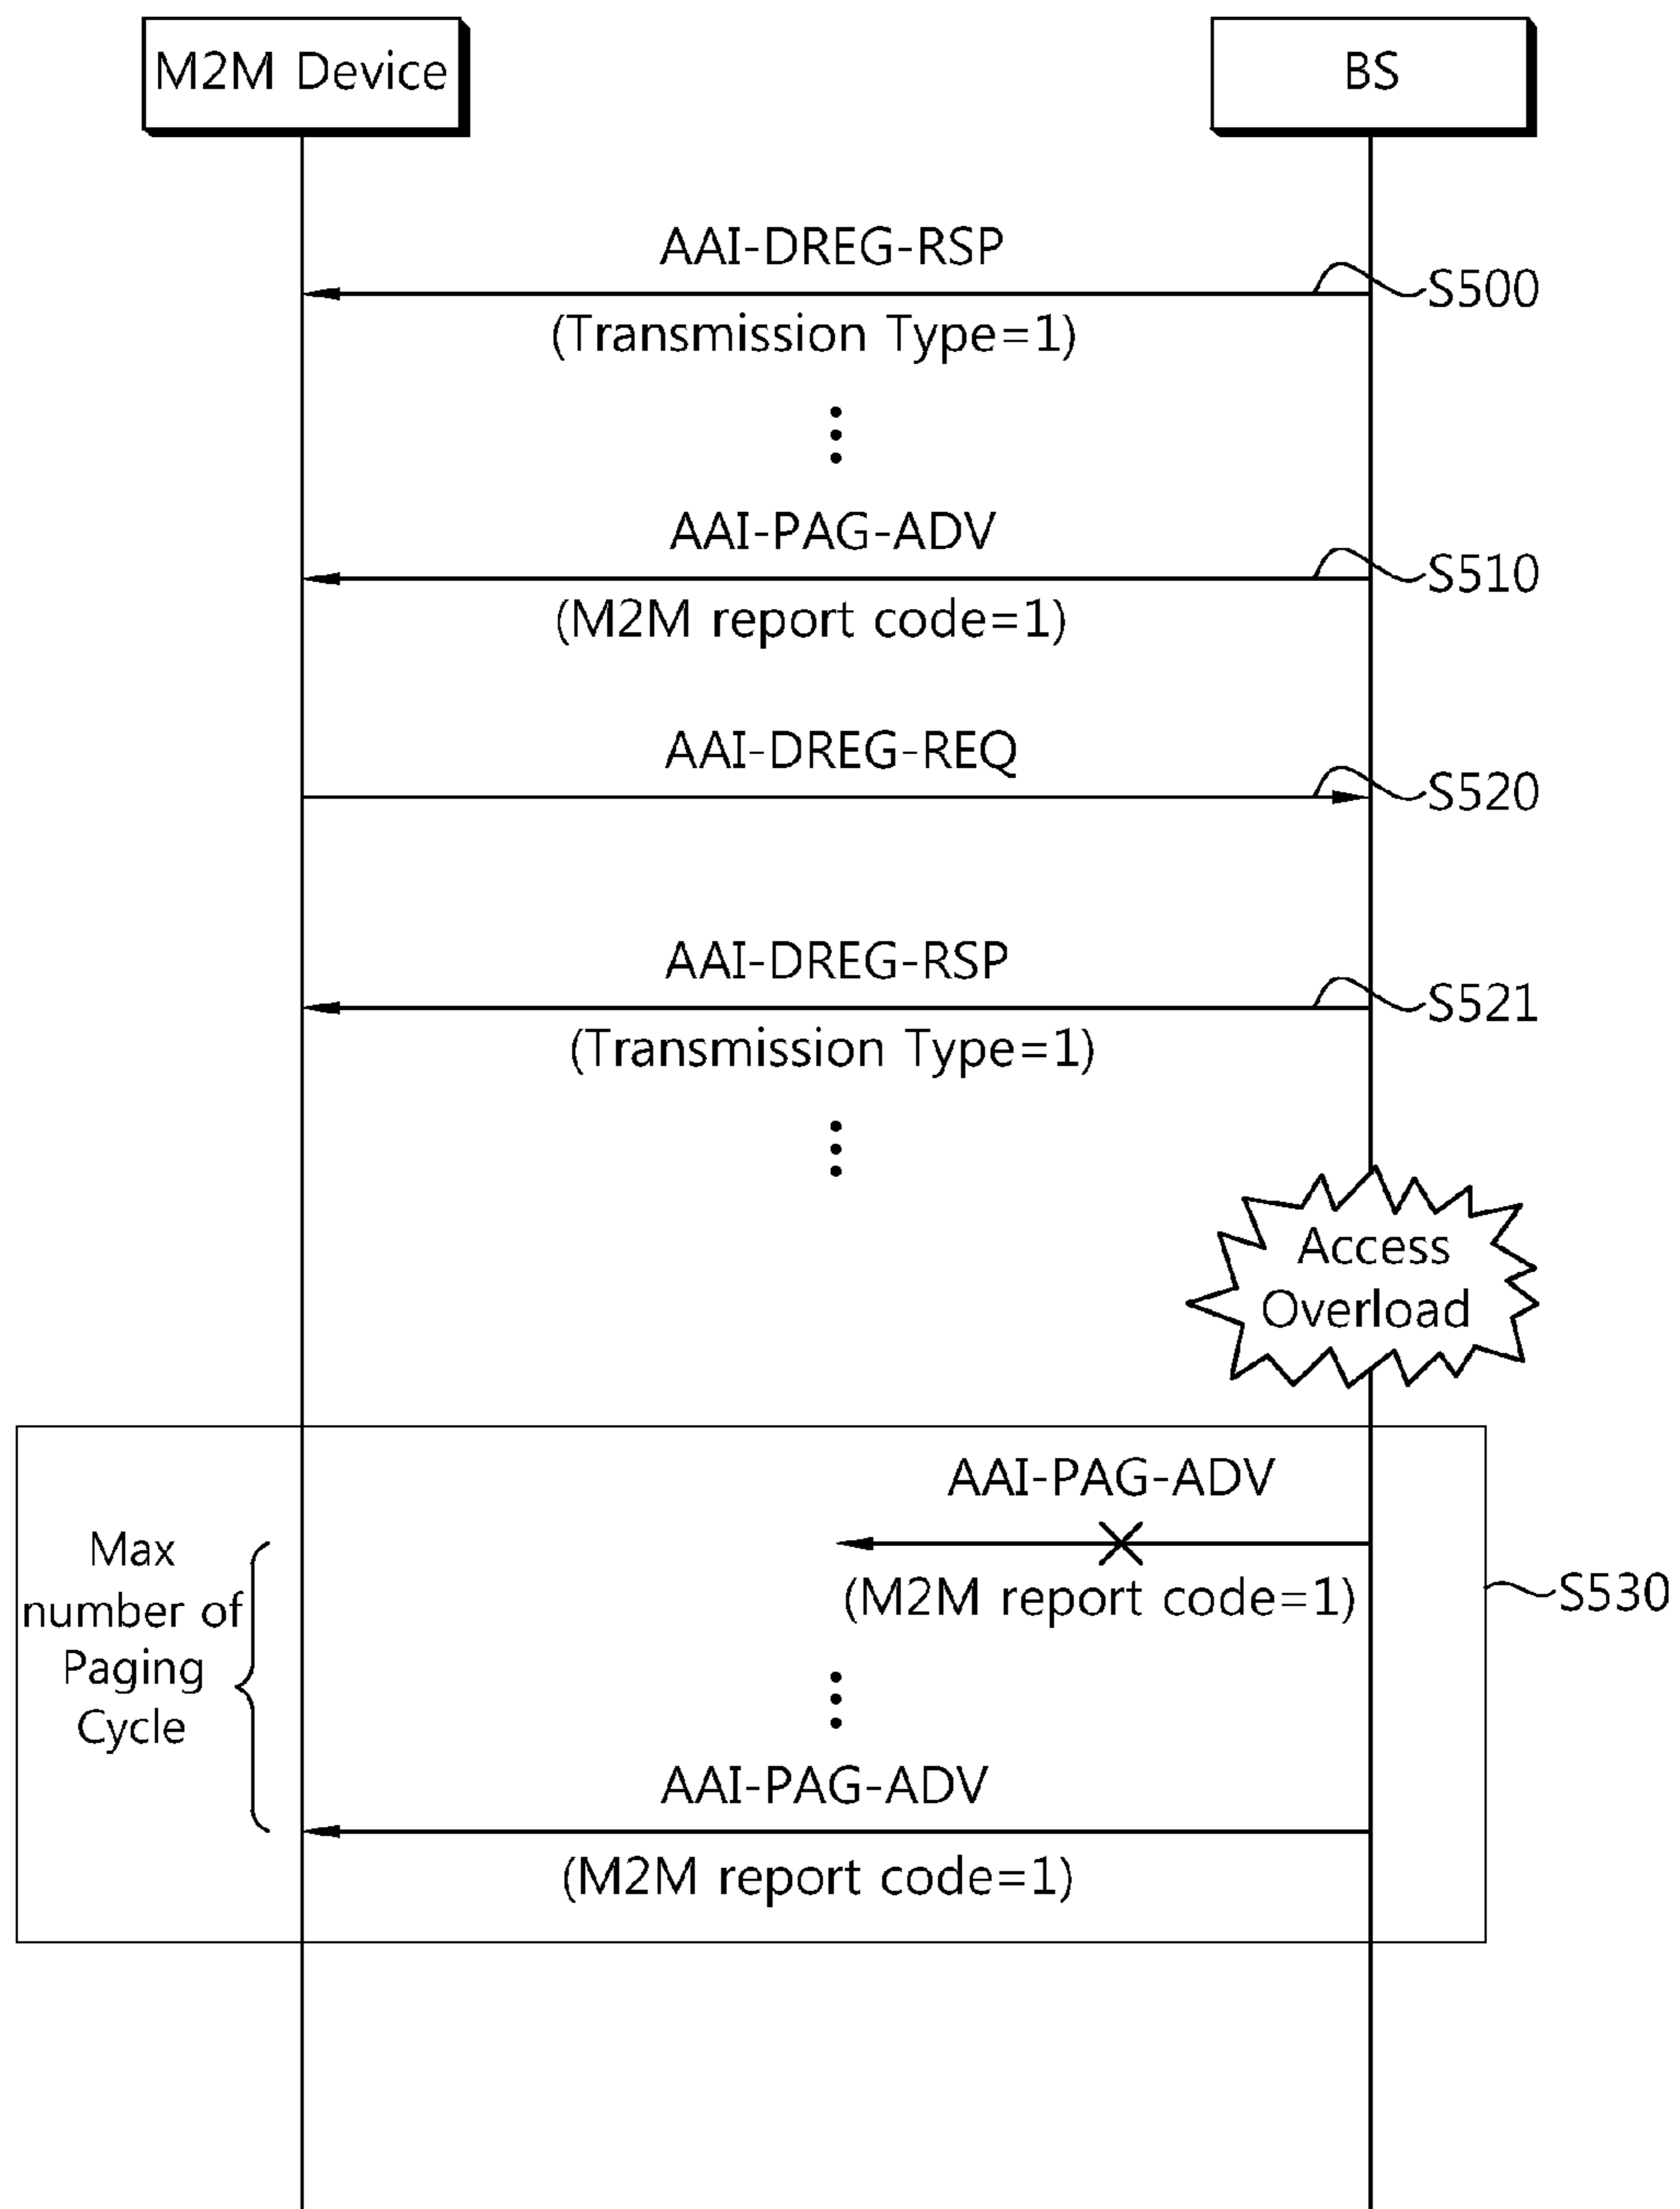 M2M Device
BS
AAI-DREG-RSP
S500
(Transmission Type=1)
AAI-PAG-ADV
S510
(M2M report code=1)
AAI-DREG-REQ
S520
AAI-DREG-RSP
S521
(Transmission Type=1)
Access
Overload
AAI-PAG-ADV
(M2M report code=1)
S530
Max
number of
Paging
Cycle
AAI-PAG-ADV
(M2M report code=1)